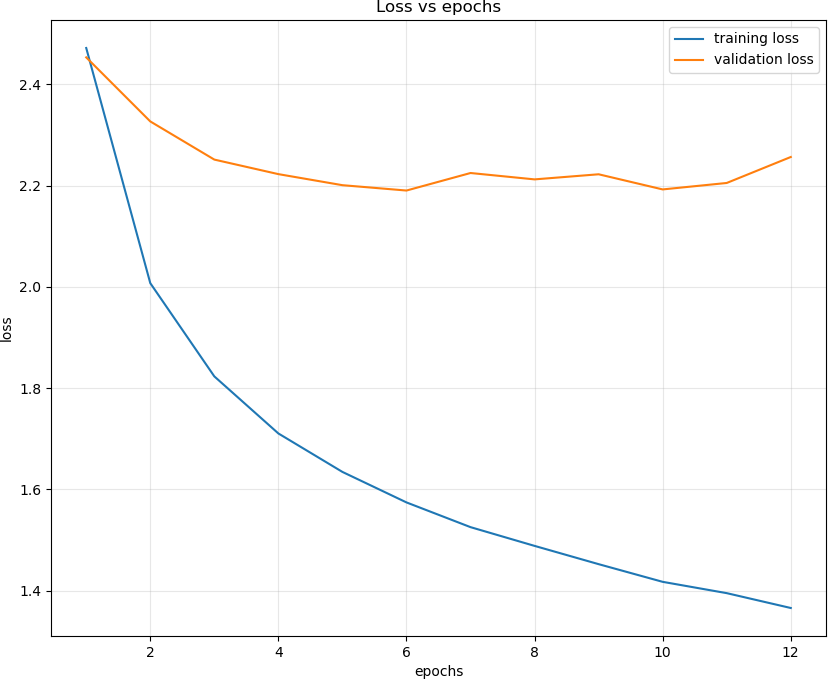 Loss vs epochs
training loss
validation loss
2.4
2.2
2.0
1.8
1.6
1.4
loss
2 4 6 8 10 12
epochs